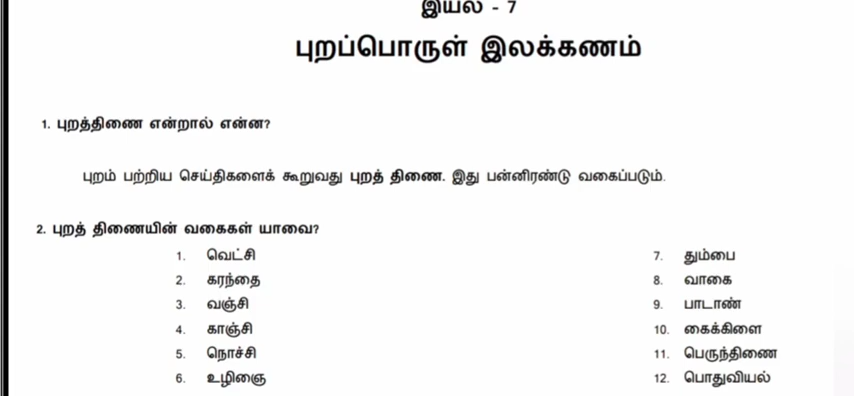 இயல் - 7
புறப்பொருள் இலக்கணம்
1. புறத்திணை என்றால் என்ன?
புறம் பற்றிய செய்திகளைக் கூறுவது புறத் திணை. இது பன்னிரண்டு வகைப்படும்.
2. புறத் திணையின் வகைகள் யாவை?
1. வெட்சி 7. தும்பை
2. கரந்தை 8. வாகை
3. வஞ்சி 9. பாடாண்
4. காஞ்சி 10. கைக்கிளை
5. நொச்சி 11. பெருந்திணை
6. உழிஞை 12. பொதுவியல்